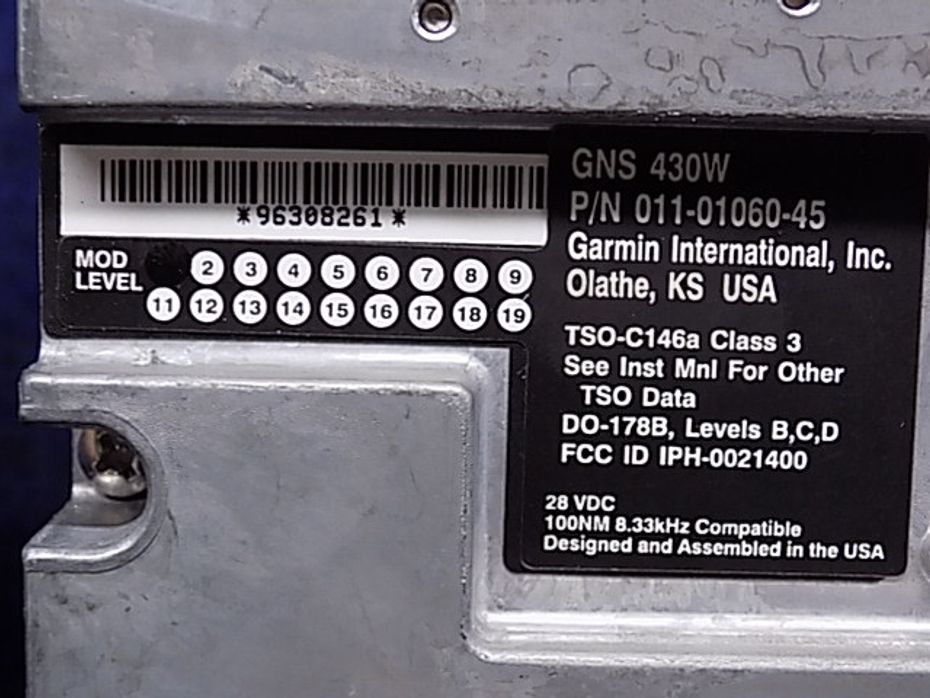 *96308261*
MOD
LEVEL
2 3 4 5 6 7 8 9
11 12 13 14 15 16 17 18 19
GNS 430W
P/N 011-01060-45
Garmin International, Inc.
Olathe, KS USA
TSO-C146a Class 3
See Inst Mnl For Other
TSO Data
DO-178B, Levels B,C,D
FCC ID IPH-0021400
28 VDC
100NM 8.33kHz Compatible
Designed and Assembled in the USA